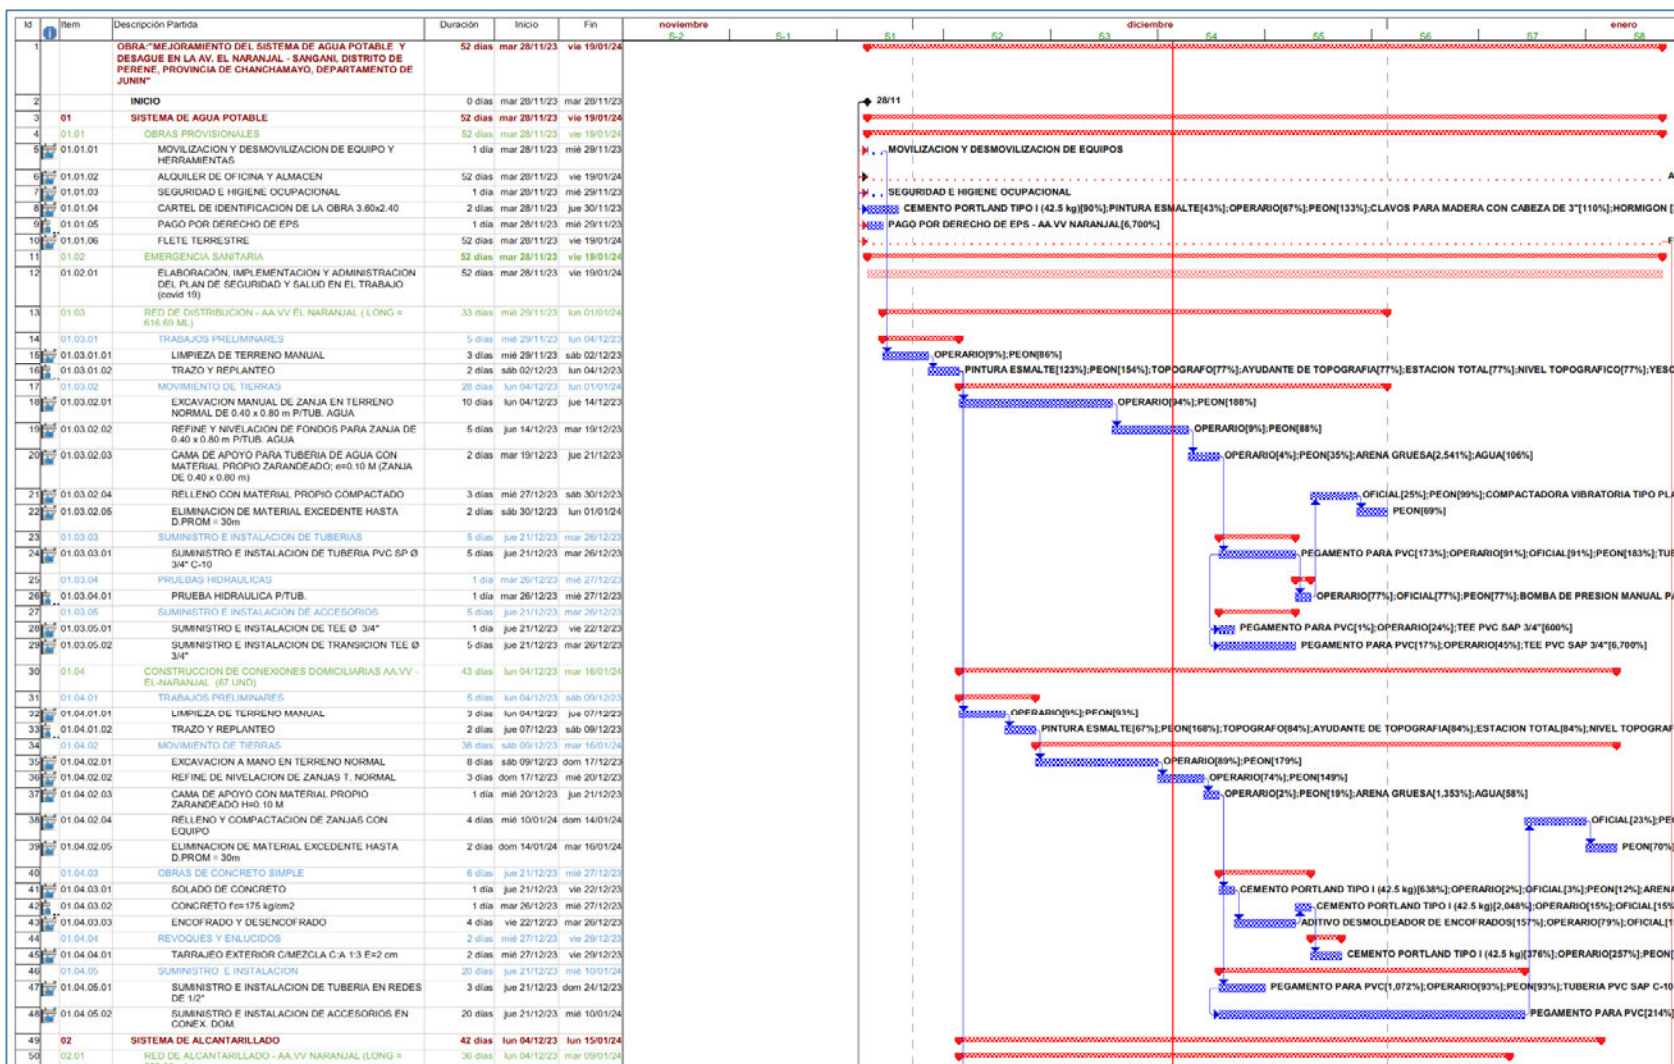 Id Item Descripción Partida Duración Inicio Fin noviembre diciembre enero
S-2 S-1 S1 S2 S3 S4 S5 S6 S7 S8
1 OBRA:"MEJORAMIENTO DEL SISTEMA DE AGUA POTABLE Y 52 días mar 28/11/23 vie 19/01/24
DESAGUE EN LA AV. EL NARANJAL - SANGANI, DISTRITO DE
PERENE, PROVINCIA DE CHANCHAMAYO, DEPARTAMENTO DE
JUNIN"
2 INICIO 0 días mar 28/11/23 mar 28/11/23 28/11
3 01 SISTEMA DE AGUA POTABLE 52 días mar 28/11/23 vie 19/01/24
4 01.01 OBRAS PROVISIONALES 52 días mar 28/11/23 vie 19/01/24
5 01.01.01 MOVILIZACION Y DESMOVILIZACION DE EQUIPO Y 1 día mar 28/11/23 mié 29/11/23 MOVILIZACION Y DESMOVILIZACION DE EQUIPOS
HERRAMIENTAS
6 01.01.02 ALQUILER DE OFICINA Y ALMACEN 52 días mar 28/11/23 vie 19/01/24 A
7 01.01.03 SEGURIDAD E HIGIENE OCUPACIONAL 1 día mar 28/11/23 mié 29/11/23 SEGURIDAD E HIGIENE OCUPACIONAL
8 01.01.04 CARTEL DE IDENTIFICACION DE LA OBRA 3.60x2.40 2 días mar 28/11/23 jue 30/11/23 CEMENTO PORTLAND TIPO I (42.5 kg)[90%];PINTURA ESMALTE[43%];OPERARIO[67%];PEON[133%];CLAVOS PARA MADERA CON CABEZA DE 3"[110%];HORMIGON [
9 01.01.05 PAGO POR DERECHO DE EPS 1 día mar 28/11/23 mié 29/11/23 PAGO POR DERECHO DE EPS - AA.VV NARANJAL[6,700%]
10 01.01.06 FLETE TERRESTRE 52 días mar 28/11/23 vie 19/01/24 F
11 01.02 EMERGENCIA SANITARIA 52 días mar 28/11/23 vie 19/01/24
12 01.02.01 ELABORACIÓN, IMPLEMENTACION Y ADMINISTRACION 52 días mar 28/11/23 vie 19/01/24
DEL PLAN DE SEGURIDAD Y SALUD EN EL TRABAJO
(covid 19)
13 01.03 RED DE DISTRIBUCION - AA.VV EL NARANJAL ( LONG = 33 días mié 29/11/23 lun 01/01/24
616.69 ML)
14 01.03.01 TRABAJOS PRELIMINARES 5 días mié 29/11/23 lun 04/12/23
15 01.03.01.01 LIMPIEZA DE TERRENO MANUAL 3 días mié 29/11/23 sáb 02/12/23 OPERARIO[9%];PEON[86%]
16 01.03.01.02 TRAZO Y REPLANTEO 2 días sáb 02/12/23 lun 04/12/23 PINTURA ESMALTE[123%];PEON[154%];TOPOGRAFO[77%];AYUDANTE DE TOPOGRAFIA[77%];ESTACION TOTAL[77%];NIVEL TOPOGRAFICO[77%];YESO
17 01.03.02 MOVIMIENTO DE TIERRAS 28 días lun 04/12/23 lun 01/01/24
18 01.03.02.01 EXCAVACION MANUAL DE ZANJA EN TERRENO 10 días lun 04/12/23 jue 14/12/23 OPERARIO[94%];PEON[188%]
NORMAL DE 0.40 x 0.80 m P/TUB. AGUA
19 01.03.02.02 REFINE Y NIVELACION DE FONDOS PARA ZANJA DE 5 días jue 14/12/23 mar 19/12/23 OPERARIO[9%];PEON[88%]
0.40 x 0.80 m P/TUB. AGUA
20 01.03.02.03 CAMA DE APOYO PARA TUBERIA DE AGUA CON 2 días mar 19/12/23 jue 21/12/23 OPERARIO[4%];PEON[35%];ARENA GRUESA[2,541%];AGUA[106%]
MATERIAL PROPIO ZARANDEADO; e=0.10 M (ZANJA
DE 0.40 x 0.80 m)
21 01.03.02.04 RELLENO CON MATERIAL PROPIO COMPACTADO 3 días mié 27/12/23 sáb 30/12/23 OFICIAL[25%];PEON[99%];COMPACTADORA VIBRATORIA TIPO PLA
22 01.03.02.05 ELIMINACION DE MATERIAL EXCEDENTE HASTA 2 días sáb 30/12/23 lun 01/01/24 PEON[69%]
D.PROM = 30m
23 01.03.03 SUMINISTRO E INSTALACION DE TUBERIAS 5 días jue 21/12/23 mar 26/12/23
24 01.03.03.01 SUMINISTRO E INSTALACION DE TUBERIA PVC SP Ø 5 días jue 21/12/23 mar 26/12/23 PEGAMENTO PARA PVC[173%];OPERARIO[91%];OFICIAL[91%];PEON[183%];TUB
3/4" C-10
25 01.03.04 PRUEBAS HIDRAULICAS 1 día mar 26/12/23 mié 27/12/23
26 01.03.04.01 PRUEBA HIDRAULICA P/TUB. 1 día mar 26/12/23 mié 27/12/23 OPERARIO[77%];OFICIAL[77%];PEON[77%];BOMBA DE PRESION MANUAL PA
27 01.03.05 SUMINISTRO E INSTALACION DE ACCESORIOS 5 días jue 21/12/23 mar 26/12/23
28 01.03.05.01 SUMINISTRO E INSTALACION DE TEE Ø 3/4" 1 día jue 21/12/23 vie 22/12/23 PEGAMENTO PARA PVC[1%];OPERARIO[24%];TEE PVC SAP 3/4"[600%]
29 01.03.05.02 SUMINISTRO E INSTALACION DE TRANSICION TEE Ø 5 días jue 21/12/23 mar 26/12/23 PEGAMENTO PARA PVC[17%];OPERARIO[45%];TEE PVC SAP 3/4"[6,700%]
3/4"
30 01.04 CONSTRUCCION DE CONEXIONES DOMICILIARIAS AA.VV - 43 días lun 04/12/23 mar 16/01/24
EL-NARANJAL (67 UND)
31 01.04.01 TRABAJOS PRELIMINARES 5 días lun 04/12/23 sáb 09/12/23
32 01.04.01.01 LIMPIEZA DE TERRENO MANUAL 3 días lun 04/12/23 jue 07/12/23 OPERARIO[9%];PEON[93%]
33 01.04.01.02 TRAZO Y REPLANTEO 2 días jue 07/12/23 sáb 09/12/23 PINTURA ESMALTE[67%];PEON[168%];TOPOGRAFO[84%];AYUDANTE DE TOPOGRAFIA[84%];ESTACION TOTAL[84%];NIVEL TOPOGRAF
34 01.04.02 MOVIMIENTO DE TIERRAS 38 días sáb 09/12/23 mar 16/01/24
35 01.04.02.01 EXCAVACION A MANO EN TERRENO NORMAL 8 días sáb 09/12/23 dom 17/12/23 OPERARIO[89%];PEON[179%]
36 01.04.02.02 REFINE DE NIVELACION DE ZANJAS T. NORMAL 3 días dom 17/12/23 mié 20/12/23 OPERARIO[74%];PEON[149%]
37 01.04.02.03 CAMA DE APOYO CON MATERIAL PROPIO 1 día mié 20/12/23 jue 21/12/23 OPERARIO[2%];PEON[19%];ARENA GRUESA[1,353%];AGUA[58%]
ZARANDEADO H=0.10 M
38 01.04.02.04 RELLENO Y COMPACTACION DE ZANJAS CON 4 días mié 10/01/24 dom 14/01/24 OFICIAL[23%];PEO
EQUIPO
39 01.04.02.05 ELIMINACION DE MATERIAL EXCEDENTE HASTA 2 días dom 14/01/24 mar 16/01/24 PEON[70%]
D.PROM = 30m
40 01.04.03 OBRAS DE CONCRETO SIMPLE 6 días jue 21/12/23 mié 27/12/23
41 01.04.03.01 SOLADO DE CONCRETO 1 día jue 21/12/23 vie 22/12/23 CEMENTO PORTLAND TIPO I (42.5 kg)[638%];OPERARIO[2%];OFICIAL[3%];PEON[12%];ARENA
42 01.04.03.02 CONCRETO f'c=175 kg/cm2 1 día mar 26/12/23 mié 27/12/23 CEMENTO PORTLAND TIPO I (42.5 kg)[2,048%];OPERARIO[15%];OFICIAL[15%
43 01.04.03.03 ENCOFRADO Y DESENCOFRADO 4 días vie 22/12/23 mar 26/12/23 ADITIVO DESMOLDEADOR DE ENCOFRADOS[157%];OPERARIO[79%];OFICIAL[1
44 01.04.04 REVOQUES Y ENLUCIDOS 2 días mié 27/12/23 vie 29/12/23
45 01.04.04.01 TARRAJEO EXTERIOR C/MEZCLA C:A 1:3 E=2 cm 2 días mié 27/12/23 vie 29/12/23 CEMENTO PORTLAND TIPO I (42.5 kg)[376%];OPERARIO[257%];PEON[
46 01.04.05 SUMINISTRO E INSTALACION 20 días jue 21/12/23 mié 10/01/24
47 01.04.05.01 SUMINISTRO E INSTALACION DE TUBERIA EN REDES 3 días jue 21/12/23 dom 24/12/23 PEGAMENTO PARA PVC[1,072%];OPERARIO[93%];PEON[93%];TUBERIA PVC SAP C-10
DE 1/2"
48 01.04.05.02 SUMINISTRO E INSTALACION DE ACCESORIOS EN 20 días jue 21/12/23 mié 10/01/24 PEGAMENTO PARA PVC[214%]
CONEX. DOM.
49 02 SISTEMA DE ALCANTARILLADO 42 días lun 04/12/23 lun 15/01/24
50 02.01 RED DE ALCANTARILLADO - AA.VV NARANJAL (LONG = 36 días lun 04/12/23 mar 09/01/24